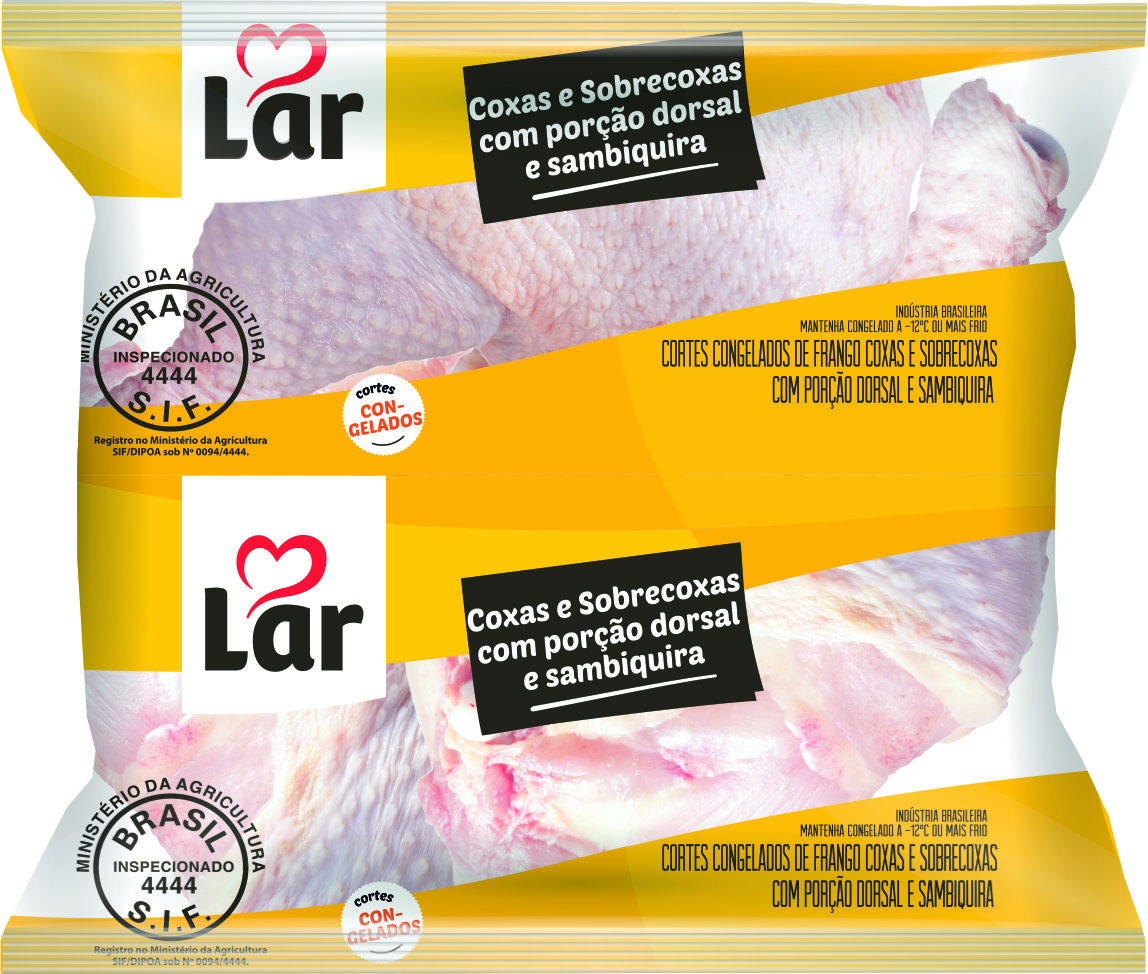 Lar
Coxas e Sobrecoxas
com porção dorsal
e sambiquira
MINISTÉRIO DA AGRICULTURA
BRASIL
INSPECIONADO
4444
S.I.F.
Registro no Ministério da Agricultura
SIF/DIPOA sob Nº 0094/4444.
cortes
CON-
GELADOS
INDÚSTRIA BRASILEIRA
MANTENHA CONGELADO A -12°C OU MAIS FRIO
CORTES CONGELADOS DE FRANGO COXAS E SOBRECOXAS
COM PORÇÃO DORSAL E SAMBIQUIRA
Lar
Coxas e Sobrecoxas
com porção dorsal
e sambiquira
MINISTÉRIO DA AGRICULTURA
BRASIL
INSPECIONADO
4444
S.I.F.
Registro no Ministério da Agricultura
SIF/DIPOA sob Nº 0094/4444.
cortes
CON-
GELADOS
INDÚSTRIA BRASILEIRA
MANTENHA CONGELADO A -12°C OU MAIS FRIO
CORTES CONGELADOS DE FRANGO COXAS E SOBRECOXAS
COM PORÇÃO DORSAL E SAMBIQUIRA